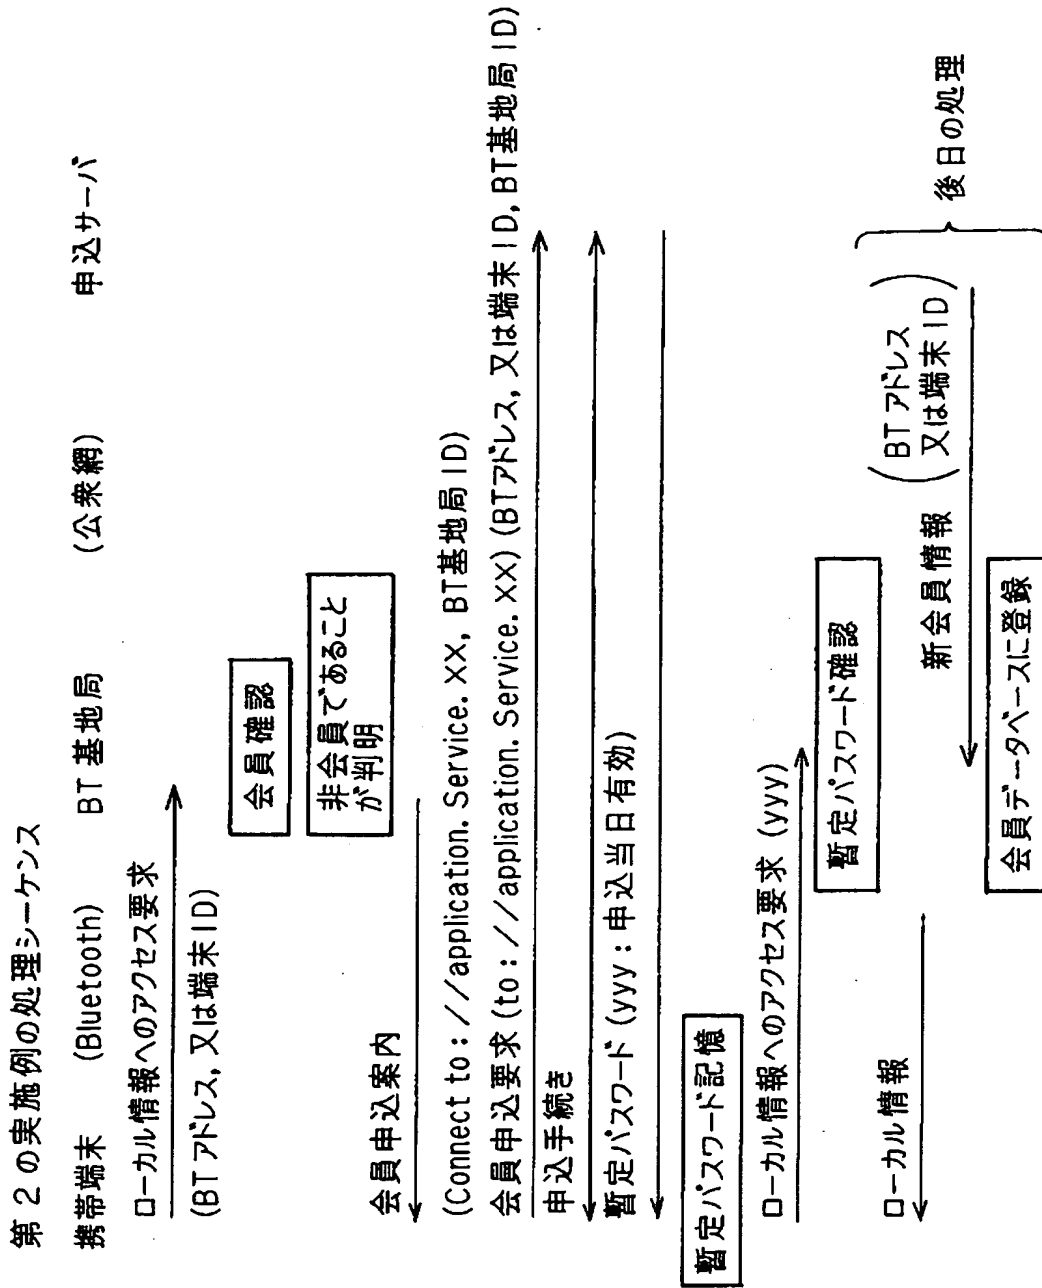 第２の実施例の処理シーケンス
携帯端末 (Bluetooth) BT基地局 (公衆網) 申込サーバ
ローカル情報へのアクセス要求
(BTアドレス, 又は端末ID)
会員確認
非会員であること
が判明
会員申込案内
(Connect to : //application. Service. XX, BT基地局ID)
会員申込要求 (to : //application. Service. XX) (BTアドレス, 又は端末ID, BT基地局ID)
申込手続き
暫定パスワード (yyy : 申込当日有効)
暫定パスワード記憶
ローカル情報へのアクセス要求 (yyy)
暫定パスワード確認
ローカル情報
新会員情報
(BTアドレス
又は端末ID)
後日の処理
会員データベースに登録